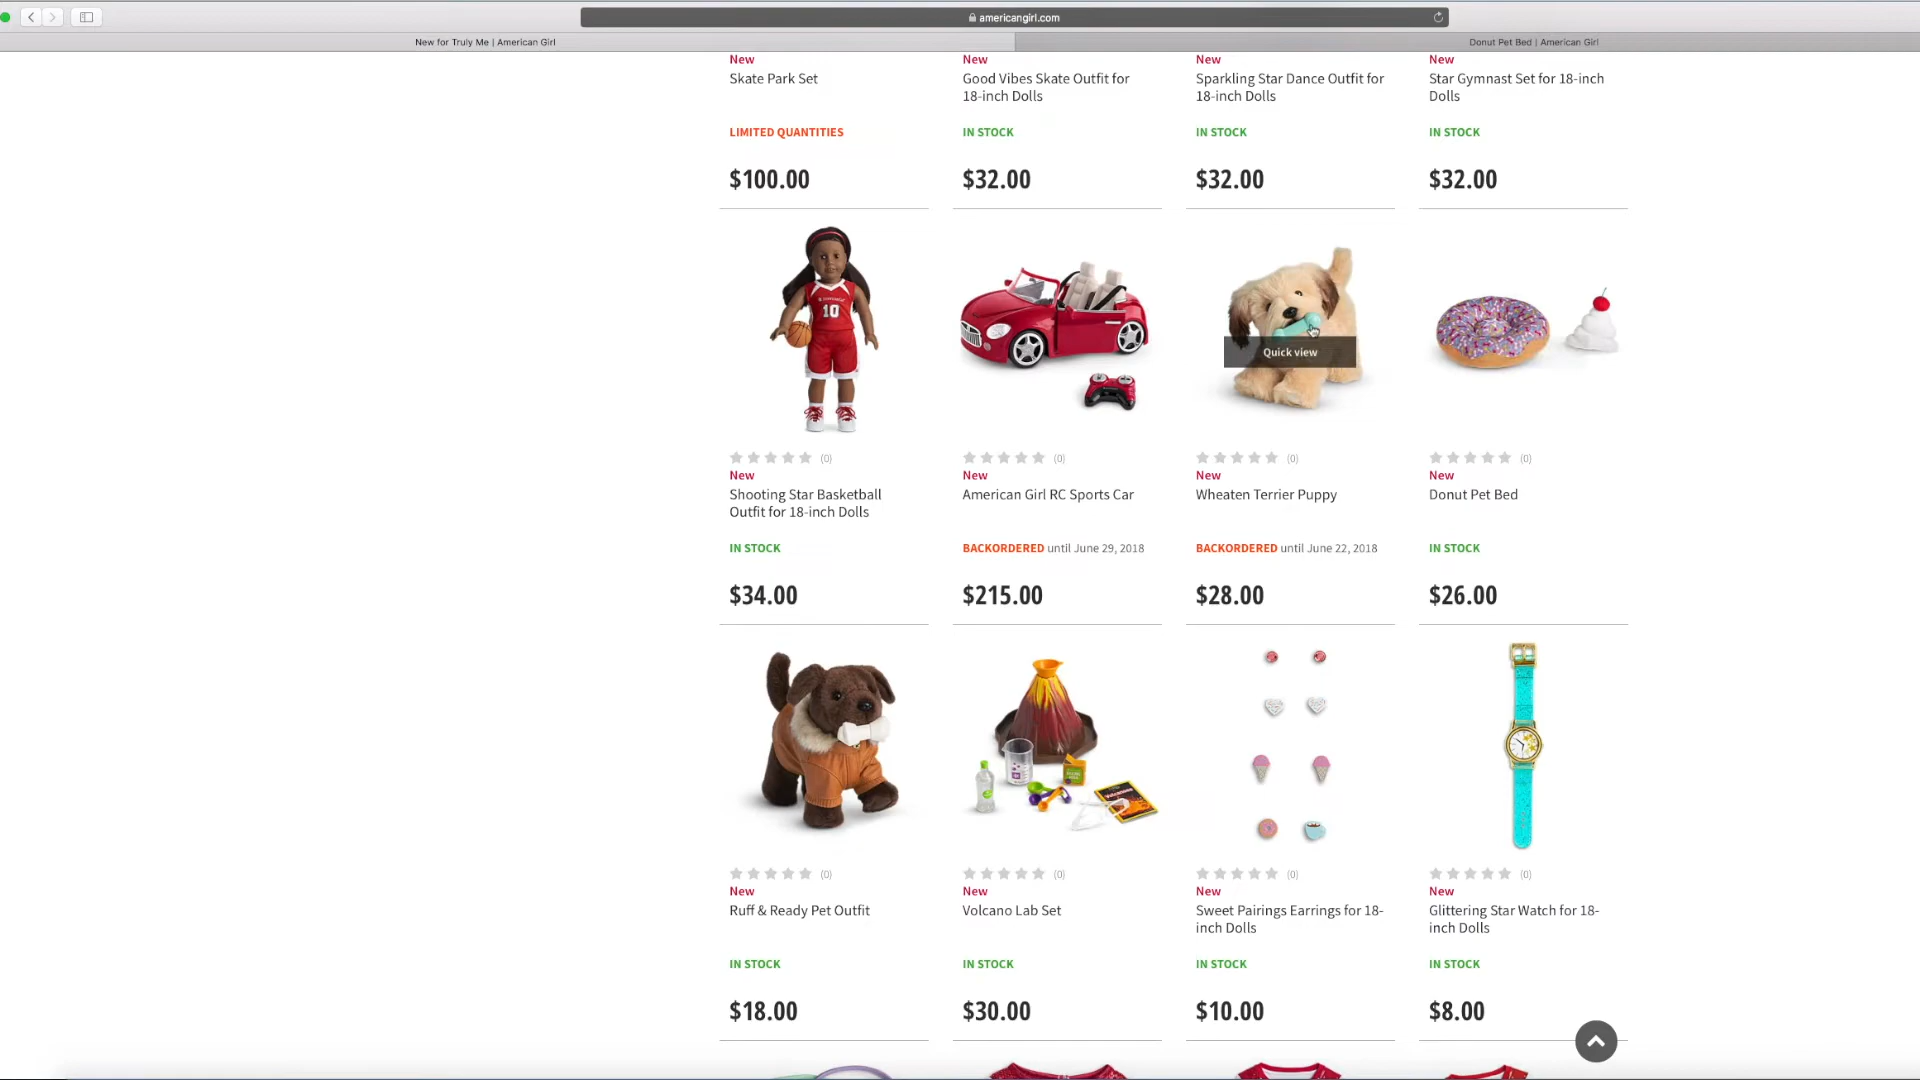 americangirl.com
New for Truly Me | American Girl
Donut Pet Bed | American Girl
New
Skate Park Set
LIMITED QUANTITIES
$100.00
New
Good Vibes Skate Outfit for
18-inch Dolls
IN STOCK
$32.00
New
Sparkling Star Dance Outfit for
18-inch Dolls
IN STOCK
$32.00
New
Star Gymnast Set for 18-inch
Dolls
IN STOCK
$32.00
10
(0)
New
Shooting Star Basketball
Outfit for 18-inch Dolls
IN STOCK
$34.00
(0)
New
American Girl RC Sports Car
BACKORDERED until June 29, 2018
$215.00
Quick view
(0)
New
Wheaten Terrier Puppy
BACKORDERED until June 22, 2018
$28.00
(0)
New
Donut Pet Bed
IN STOCK
$26.00
(0)
New
Ruff & Ready Pet Outfit
IN STOCK
$18.00
Volcanoes
(0)
New
Volcano Lab Set
IN STOCK
$30.00
(0)
New
Sweet Pairings Earrings for 18-
inch Dolls
IN STOCK
$10.00
(0)
New
Glittering Star Watch for 18-
inch Dolls
IN STOCK
$8.00